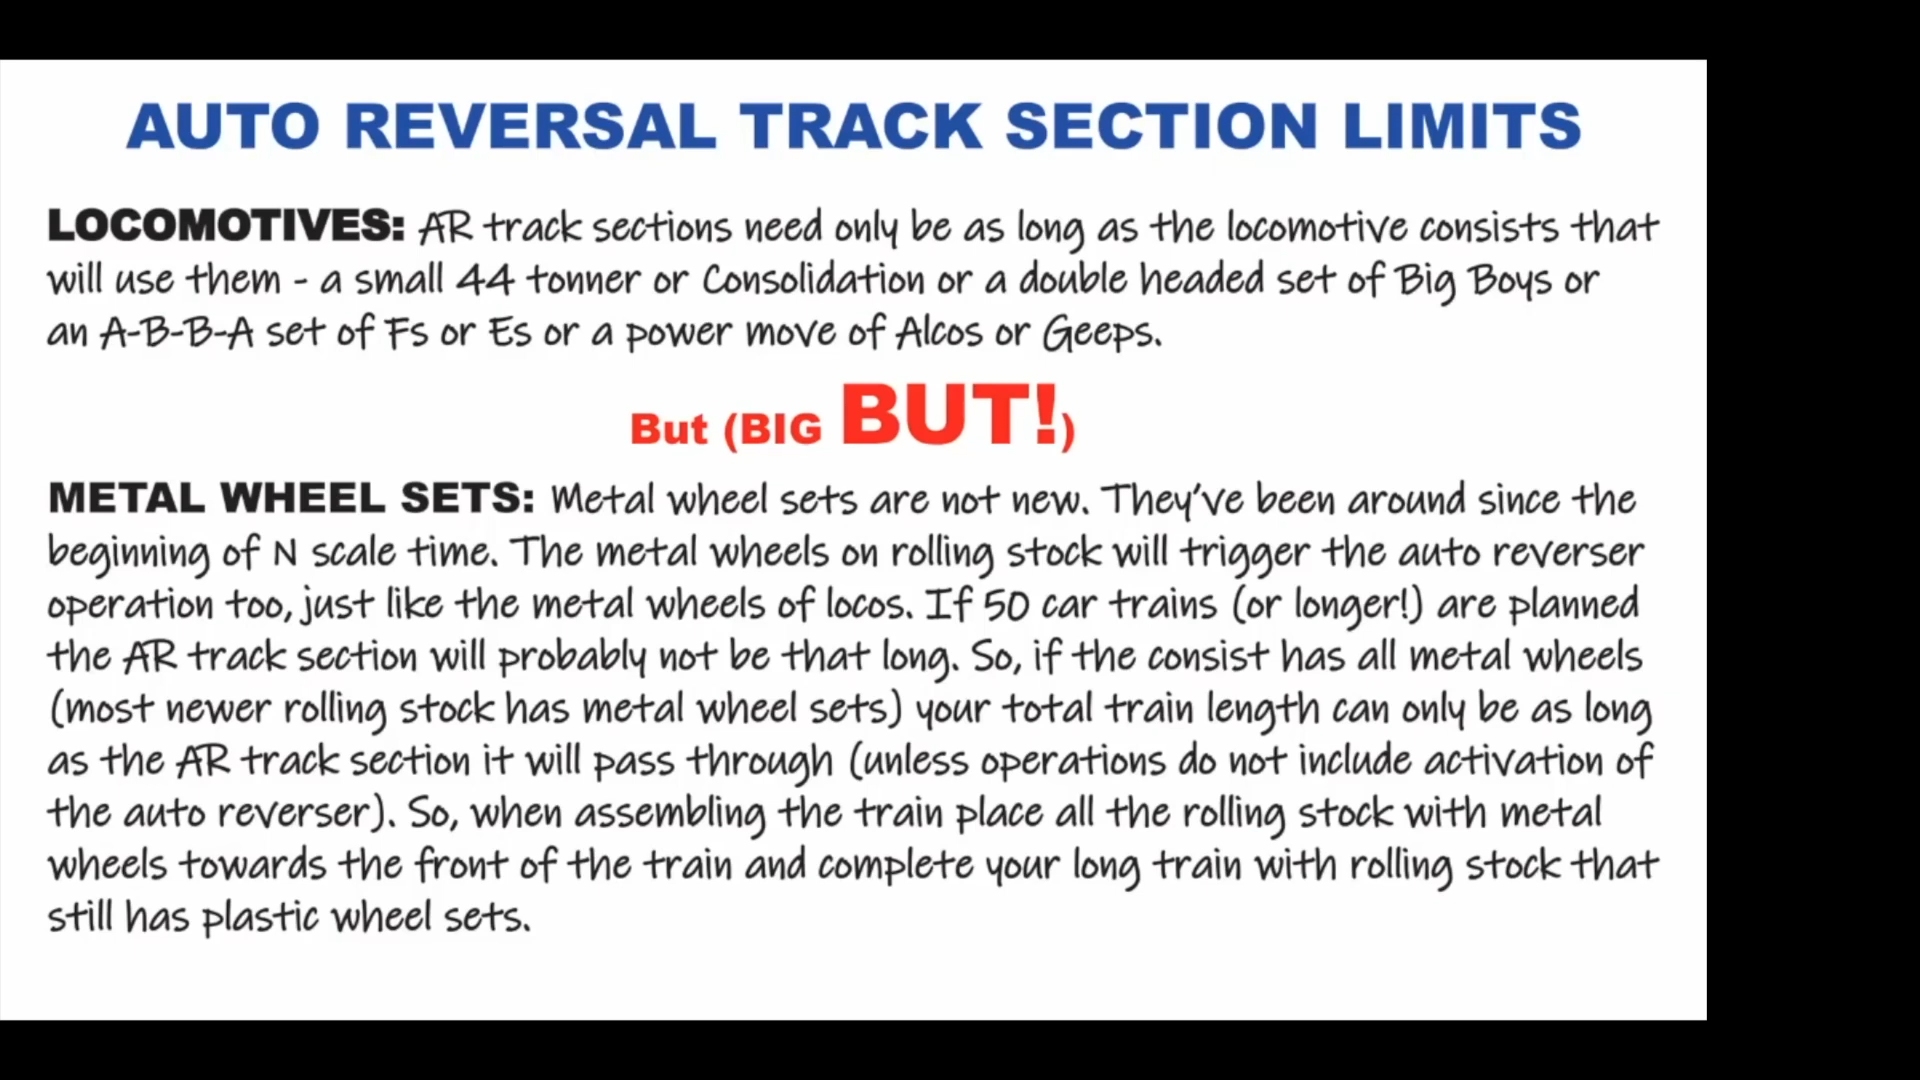 AUTO REVERSAL TRACK SECTION LIMITS
LOCOMOTIVES: AR track sections need only be as long as the locomotive consists that
will use them - a small 44 tonner or Consolidation or a double headed set of Big Boys or
an A-B-B-A set of Fs or Es or a power move of Alcos or Geeps.
But (BIG BUT!)
METAL WHEEL SETS: Metal wheel sets are not new. They've been around since the
beginning of N scale time. The metal wheels on rolling stock will trigger the auto reverser
operation too, just like the metal wheels of locos. If 50 car trains (or longer!) are planned
the AR track section will probably not be that long. So, if the consist has all metal wheels
(most newer rolling stock has metal wheel sets) your total train length can only be as long
as the AR track section it will pass through (unless operations do not include activation of
the auto reverser). So, when assembling the train place all the rolling stock with metal
wheels towards the front of the train and complete your long train with rolling stock that
still has plastic wheel sets.